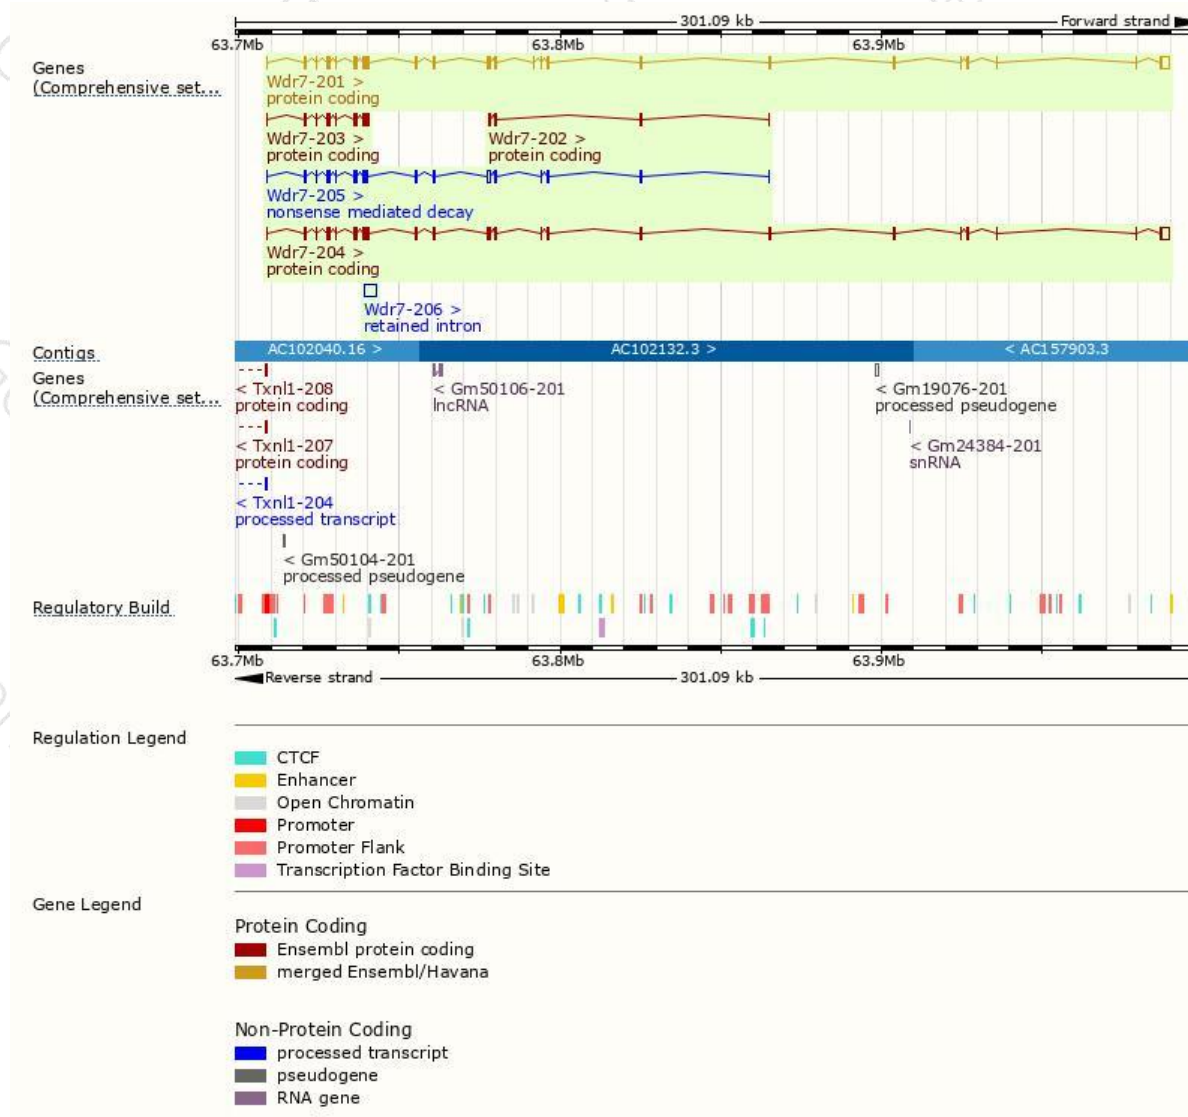 301.09 kb
Forward strand
63.7Mb 63.8Mb 63.9Mb
Genes
(Comprehensive set...
Wdr7-201 >
protein coding
Wdr7-203 > Wdr7-202 >
protein coding protein coding
Wdr7-205 >
nonsense mediated decay
Wdr7-204 >
protein coding
Wdr7-206 >
retained intron
Contigs AC102040.16 > AC102132.3 > < AC157903.3
Genes
(Comprehensive set...
< Txnl1-208 < Gm50106-201 < Gm19076-201
protein coding lncRNA processed pseudogene
< Txnl1-207 < Gm24384-201
protein coding snRNA
< Txnl1-204
processed transcript
< Gm50104-201
processed pseudogene
Regulatory Build
63.7Mb 63.8Mb 63.9Mb
Reverse strand 301.09 kb
Regulation Legend
CTCF
Enhancer
Open Chromatin
Promoter
Promoter Flank
Transcription Factor Binding Site
Gene Legend
Protein Coding
Ensembl protein coding
merged Ensembl/Havana
Non-Protein Coding
processed transcript
pseudogene
RNA gene